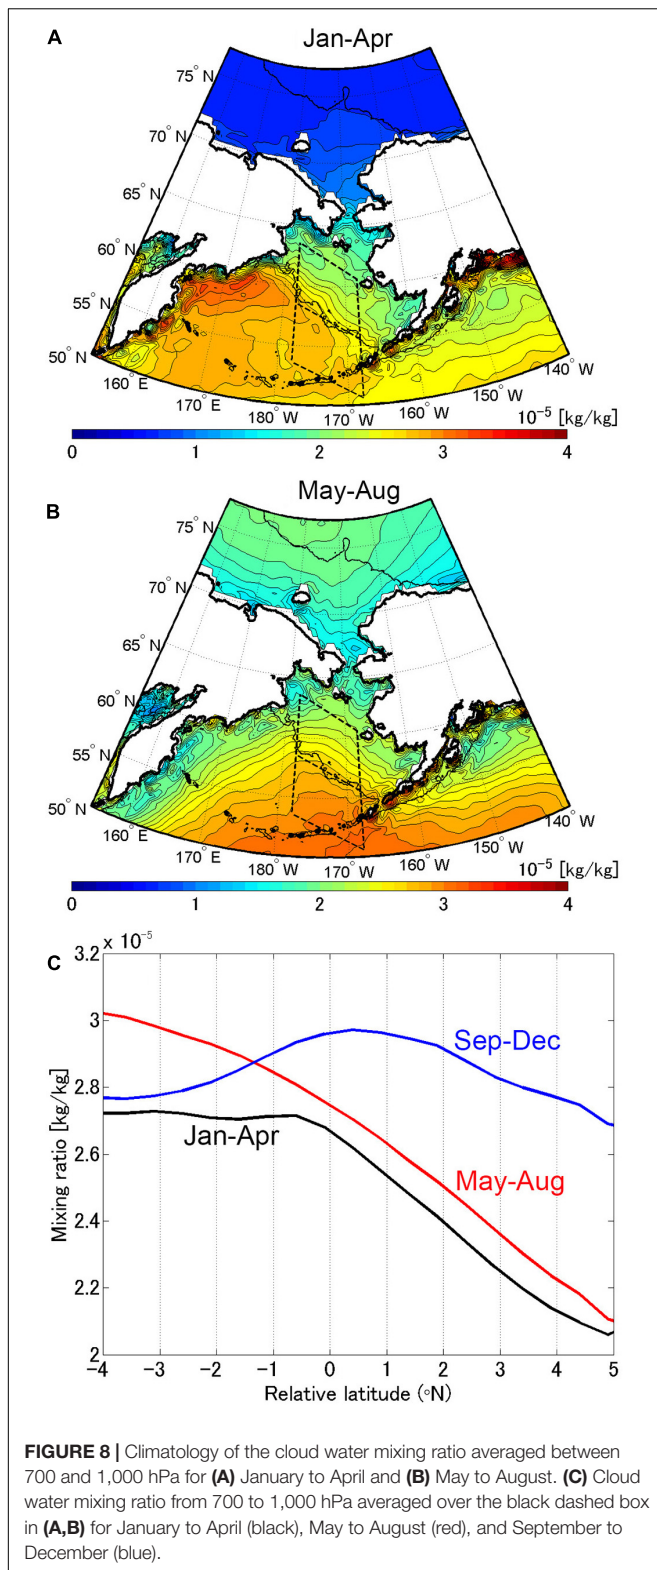 A
Jan-Apr
75° N
70° N
65° N
60° N
55° N
50° N
160° E
170° E
180° W
170° W
160° W
150° W
140° W
10⁻⁵ [kg/kg]
0 1 2 3 4
May-Aug
B
75° N
70° N
65° N
60° N
55° N
50° N
160° E
170° E
180° W
170° W
160° W
150° W
140° W
10⁻⁵ [kg/kg]
0 1 2 3 4
C
x 10⁻⁵
3.2
3
2.8
2.6
2.4
2.2
2
Mixing ratio [kg/kg]
Sep-Dec
Jan-Apr
May-Aug
−4 −3 −2 −1 0 1 2 3 4 5
Relative latitude (°N)
FIGURE 8 | Climatology of the cloud water mixing ratio averaged between
700 and 1,000 hPa for (A) January to April and (B) May to August. (C) Cloud
water mixing ratio from 700 to 1,000 hPa averaged over the black dashed box
in (A,B) for January to April (black), May to August (red), and September to
December (blue).